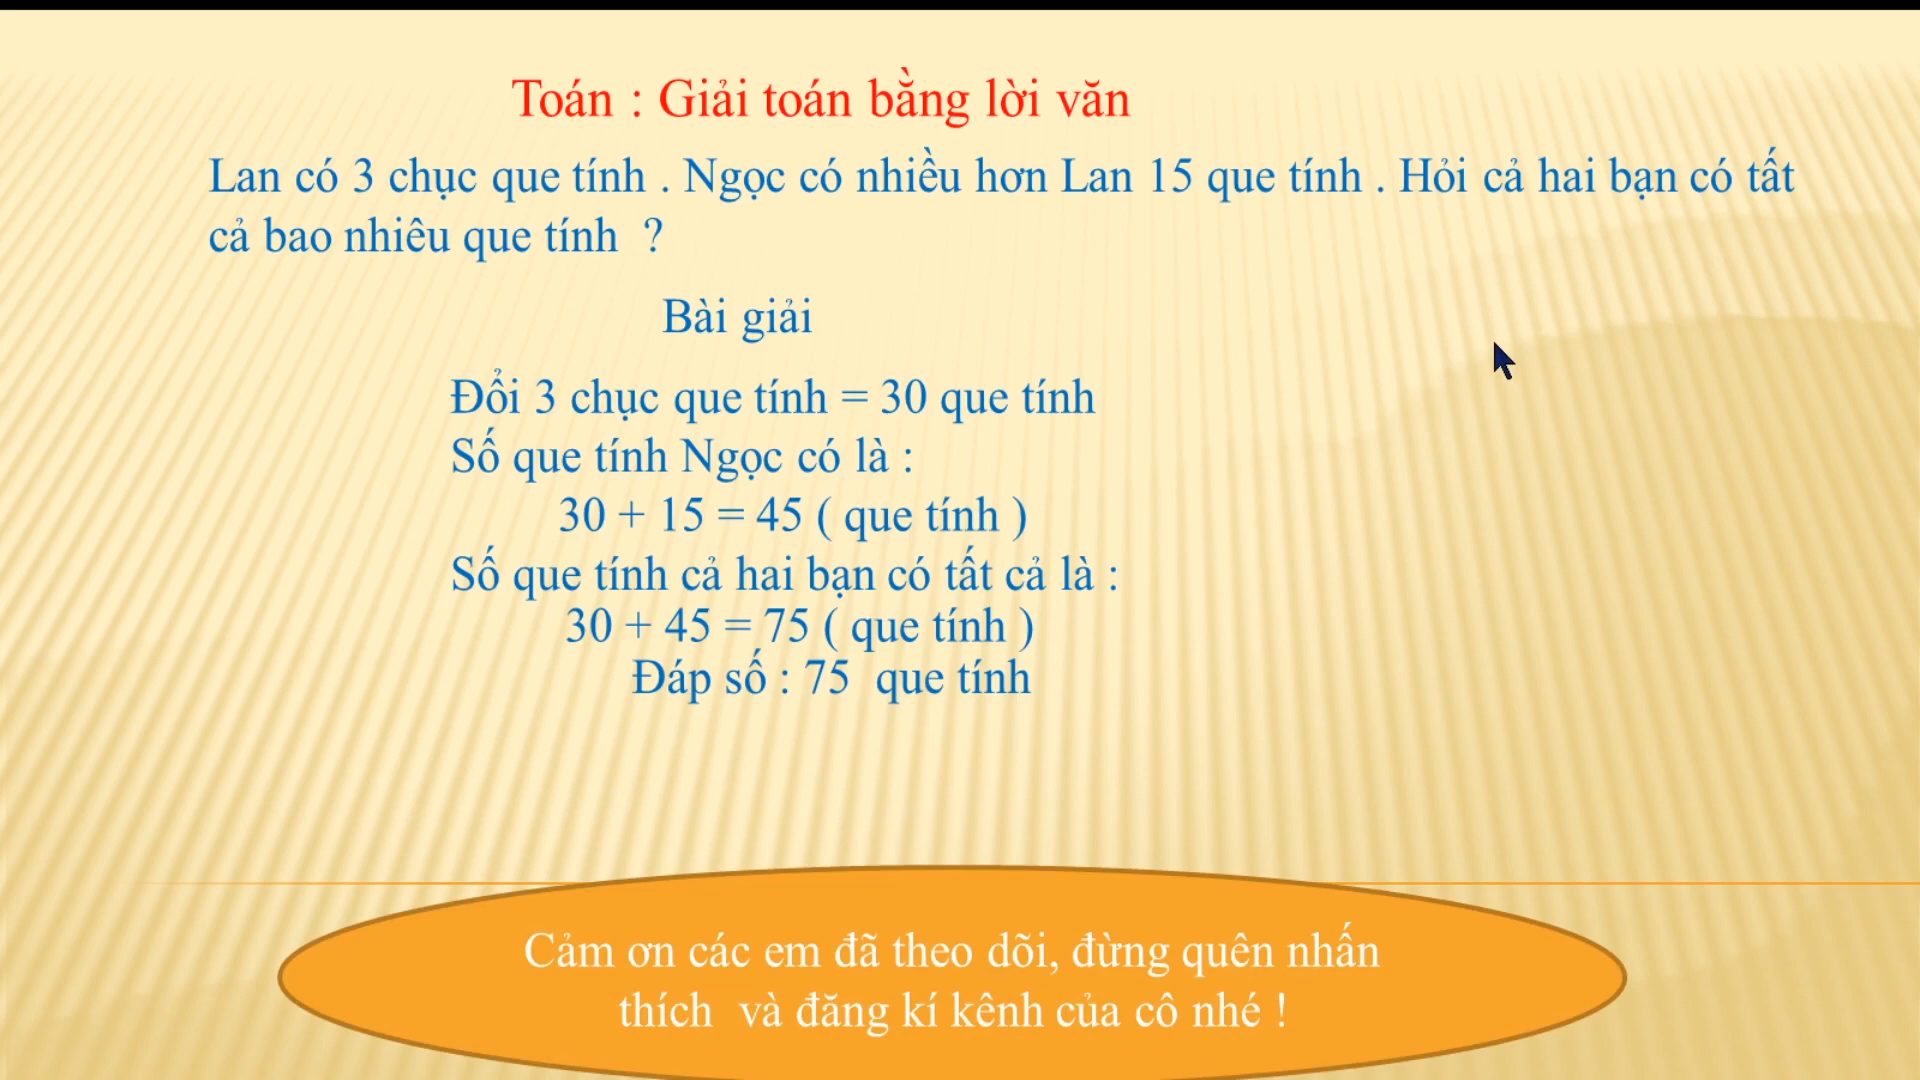 Toán : Giải toán bằng lời văn
Lan có 3 chục que tính . Ngọc có nhiều hơn Lan 15 que tính . Hỏi cả hai bạn có tất
cả bao nhiêu que tính  ?
Bài giải
Đổi 3 chục que tính = 30 que tính
Số que tính Ngọc có là :
30 + 15 = 45 ( que tính )
Số que tính cả hai bạn có tất cả là :
30 + 45 = 75 ( que tính )
Đáp số : 75  que tính
Cảm ơn các em đã theo dõi, đừng quên nhấn
thích  và đăng kí kênh của cô nhé !